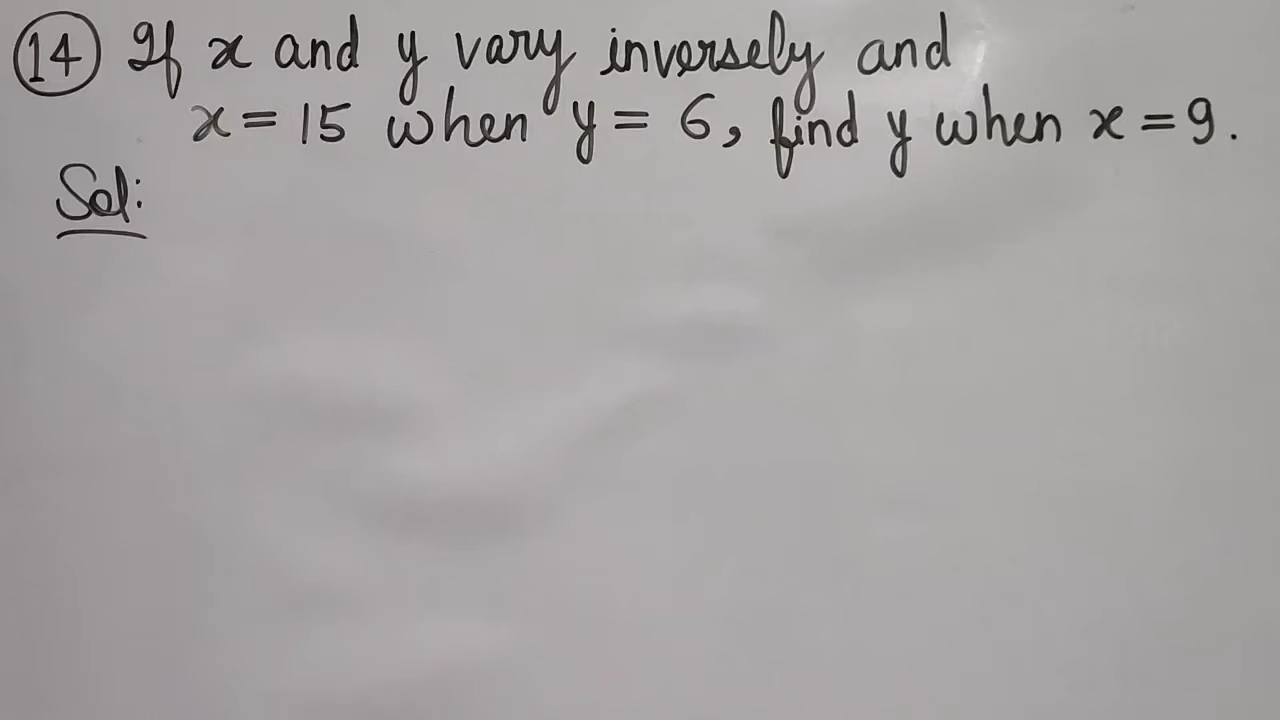 14 If x and y vary inversely and
x = 15 when y = 6, find y when x = 9.
Sol: